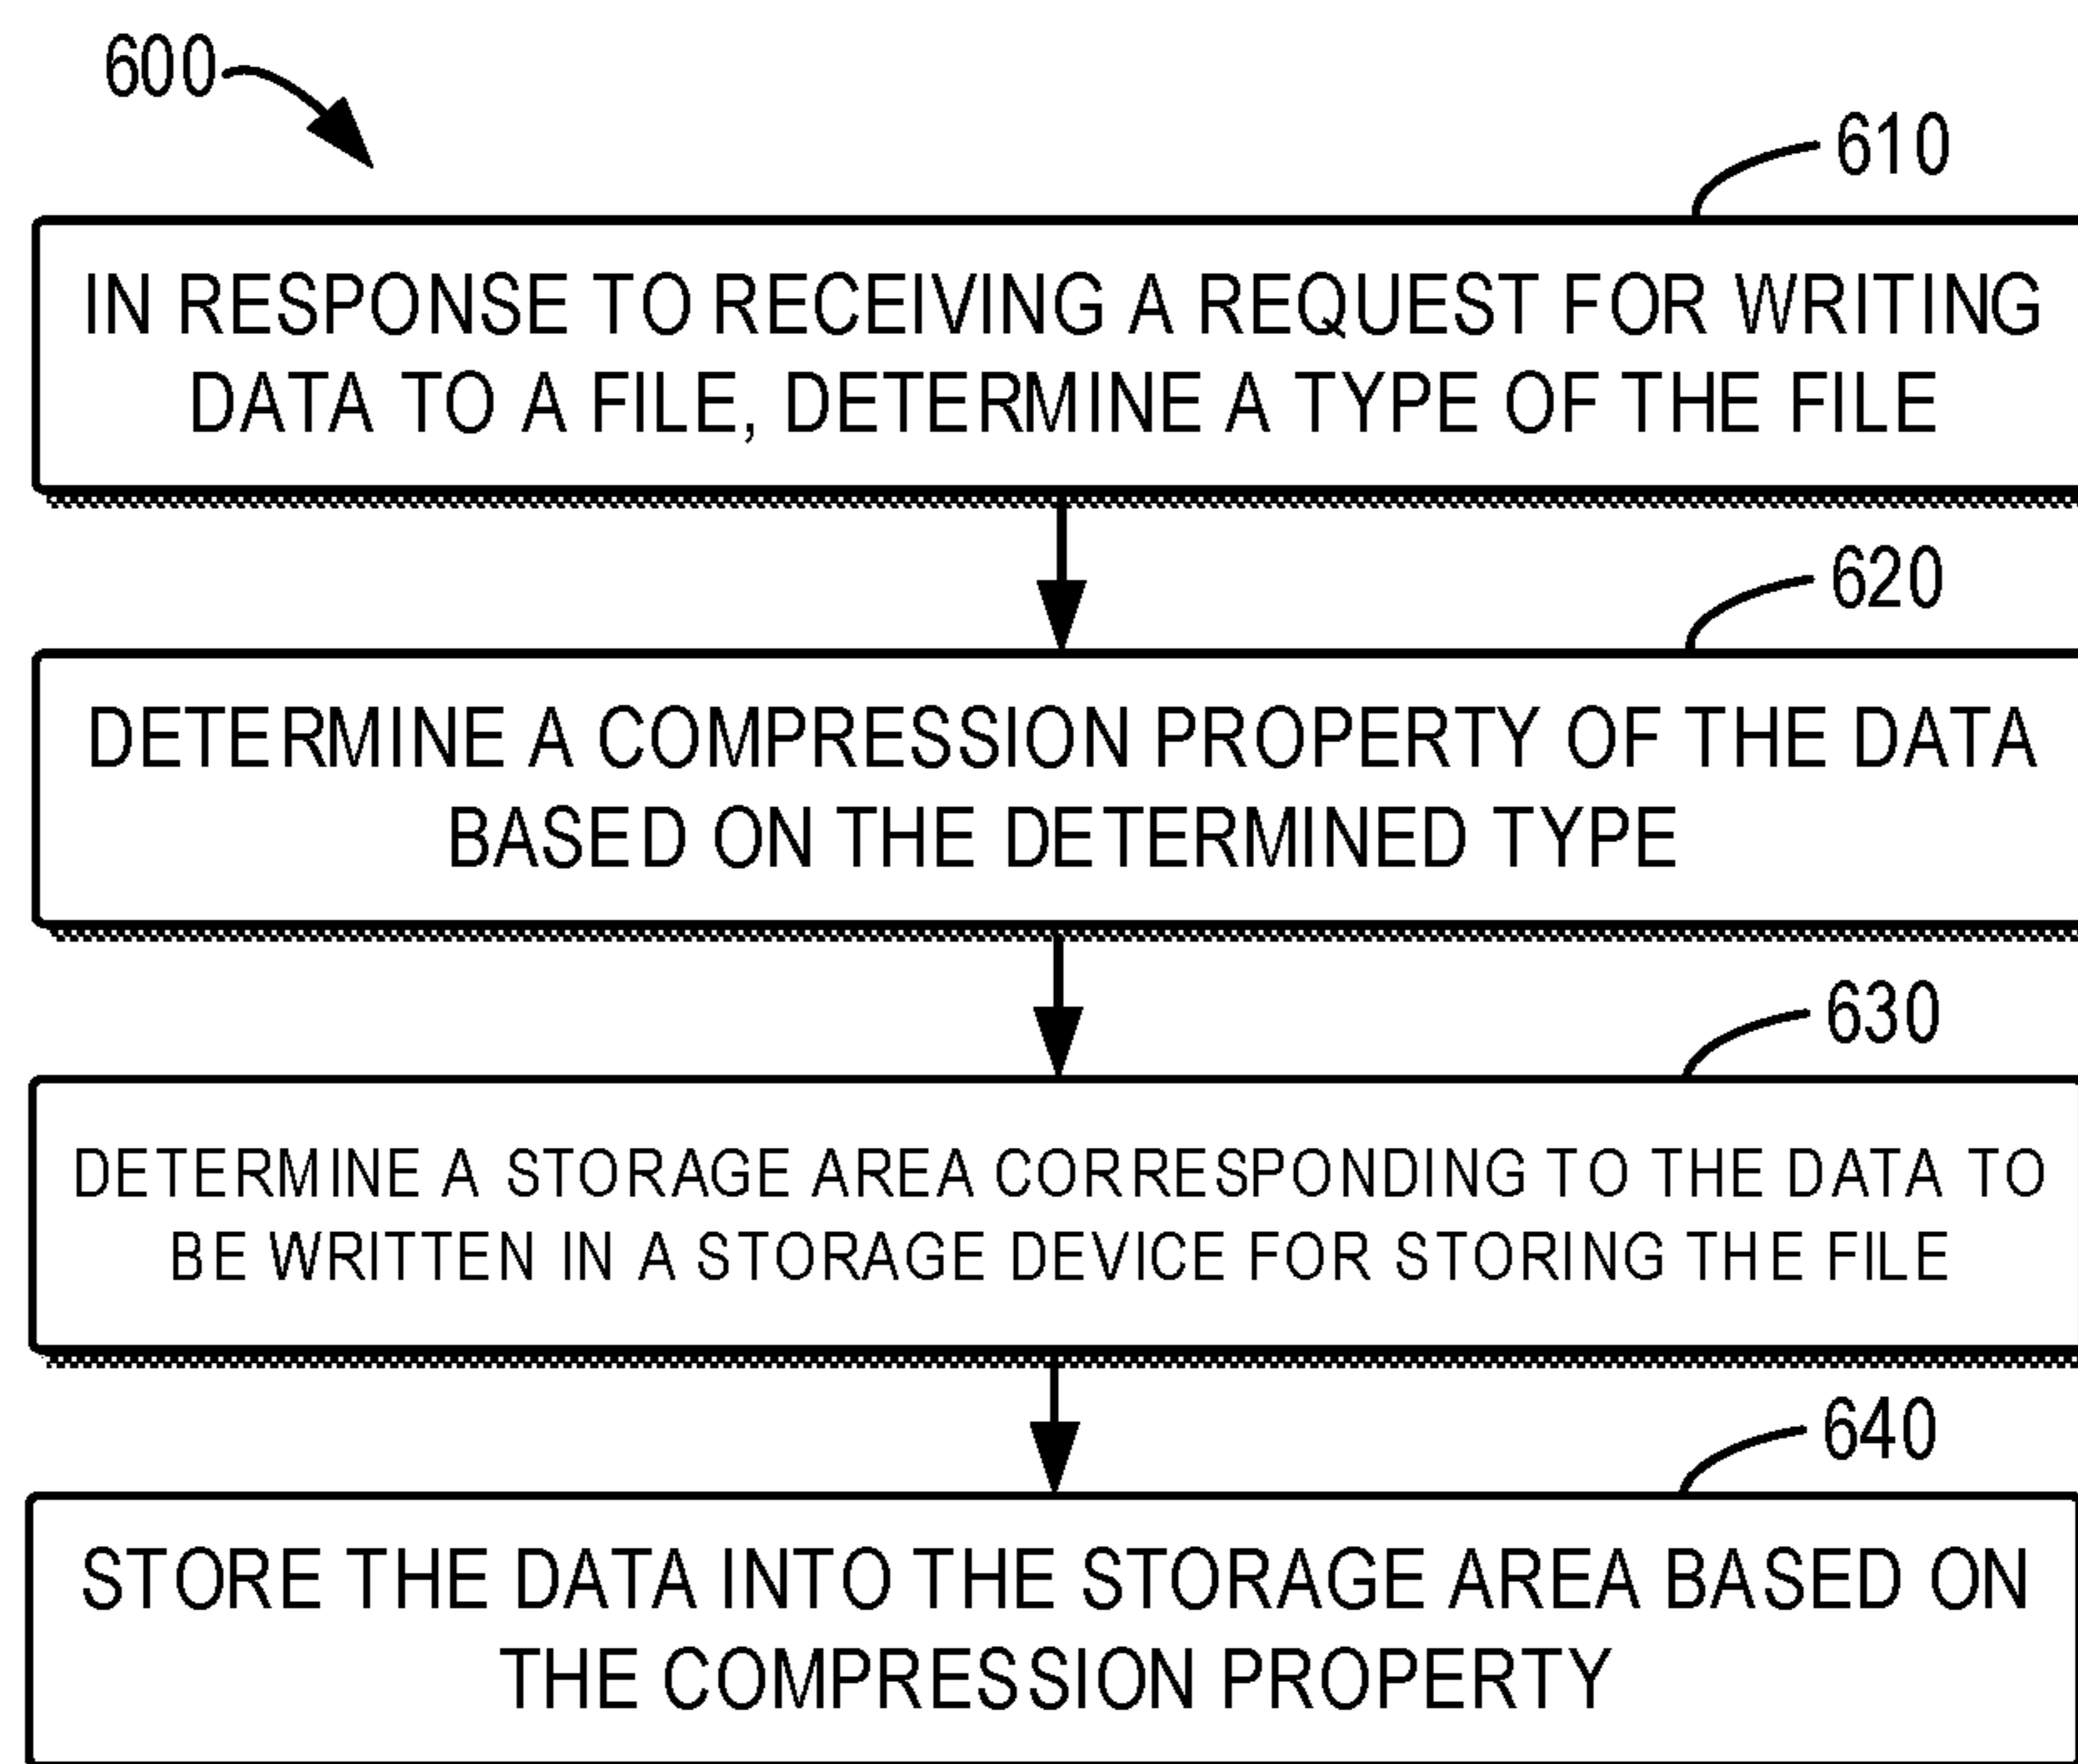 600
610
IN RESPONSE TO RECEIVING A REQUEST FOR WRITING
DATA TO A FILE, DETERMINE A TYPE OF THE FILE
620
DETERMINE A COMPRESSION PROPERTY OF THE DATA
BASED ON THE DETERMINED TYPE
630
DETERMINE A STORAGE AREA CORRESPONDING TO THE DATA TO
BE WRITTEN IN A STORAGE DEVICE FOR STORING THE FILE
640
STORE THE DATA INTO THE STORAGE AREA BASED ON
THE COMPRESSION PROPERTY